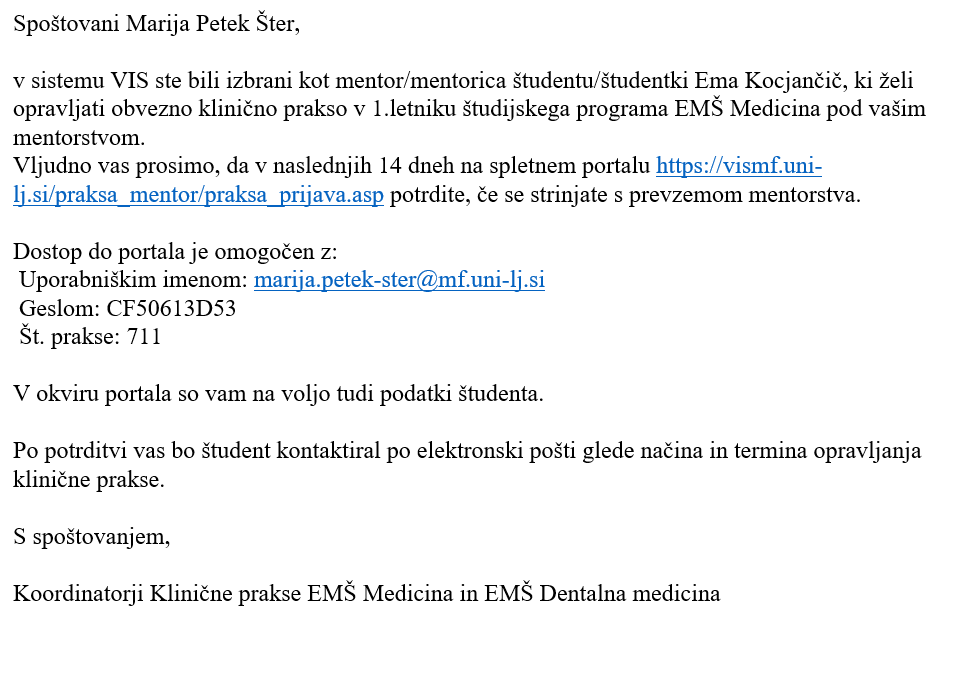 Spoštovani Marija Petek Šter,
v sistemu VIS ste bili izbrani kot mentor/mentorica študentu/študentki Ema Kocjančič, ki želi
opravljati obvezno klinično prakso v 1.letniku študijskega programa EMŠ Medicina pod vašim
mentorstvom.
Vljudno vas prosimo, da v naslednjih 14 dneh na spletnem portalu https://vismf.uni-
lj.si/praksa_mentor/praksa_prijava.asp potrdite, če se strinjate s prevzemom mentorstva.
Dostop do portala je omogočen z:
Uporabniškim imenom: marija.petek-ster@mf.uni-lj.si
Geslom: CF50613D53
Št. prakse: 711
V okviru portala so vam na voljo tudi podatki študenta.
Po potrditvi vas bo študent kontaktiral po elektronski pošti glede načina in termina opravljanja
klinične prakse.
S spoštovanjem,
Koordinatorji Klinične prakse EMŠ Medicina in EMŠ Dentalna medicina